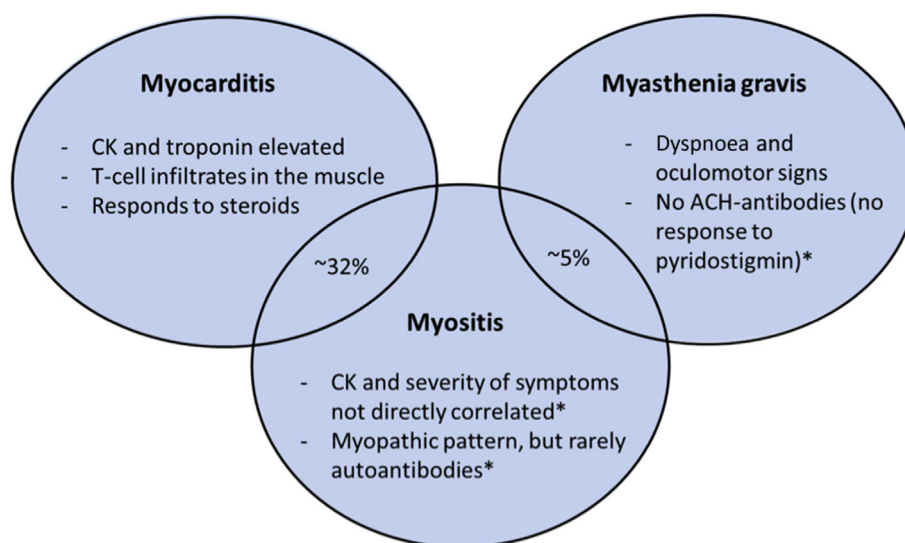 Myocarditis
- CK and troponin elevated
- T-cell infiltrates in the muscle
- Responds to steroids
Myasthenia gravis
- Dyspnoea and
oculomotor signs
- No ACH-antibodies (no
response to
pyridostigmin)*
~32%
~5%
Myositis
- CK and severity of symptoms
not directly correlated*
- Myopathic pattern, but rarely
autoantibodies*